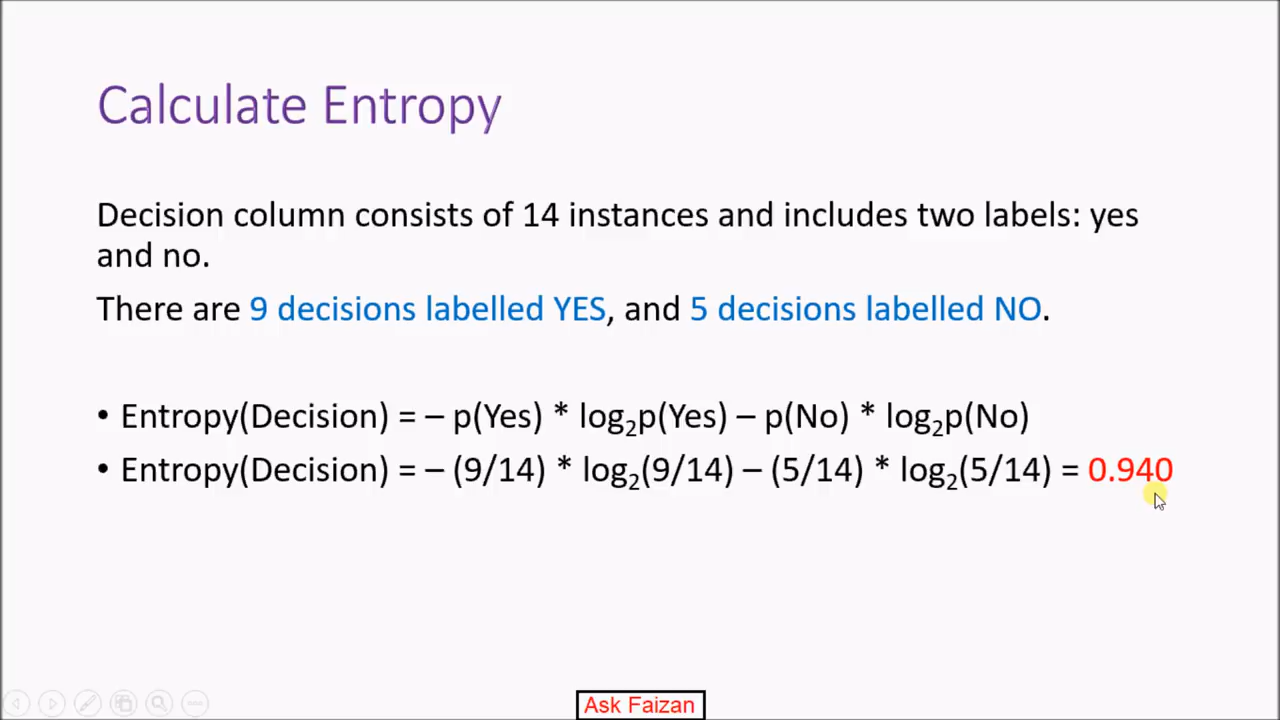 Calculate Entropy
Decision column consists of 14 instances and includes two labels: yes
and no.
There are 9 decisions labelled YES, and 5 decisions labelled NO.
• Entropy(Decision) = – p(Yes) * log₂p(Yes) – p(No) * log₂p(No)
• Entropy(Decision) = – (9/14) * log₂(9/14) – (5/14) * log₂(5/14) = 0.940
Ask Faizan